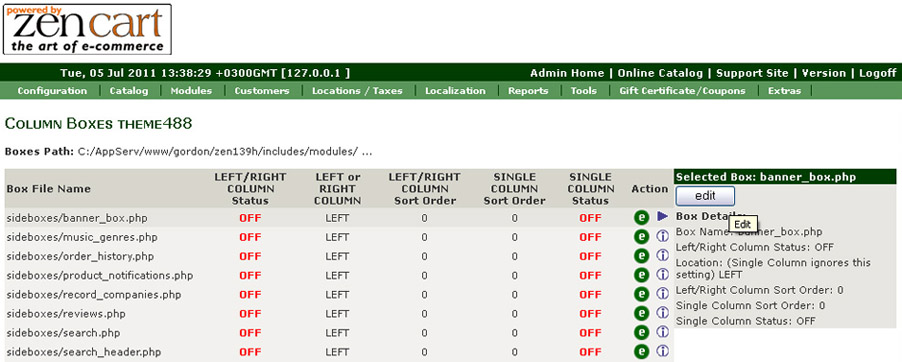 powered by
zen cart
the art of e-commerce
Tue, 05 Jul 2011 13:38:29 +0300GMT [127.0.0.1 ] Admin Home | Online Catalog | Support Site | Version | Logoff
Configuration Catalog Modules Customers Locations / Taxes Localization Reports Tools Gift Certificate/Coupons Extras
Column Boxes theme488
Boxes Path: C:/AppServ/www/gordon/zen139h/includes/modules/ ...
Box File Name LEFT/RIGHT COLUMN Status LEFT or RIGHT COLUMN LEFT/RIGHT COLUMN Sort Order SINGLE COLUMN Sort Order SINGLE COLUMN Status Action
sideboxes/banner_box.php OFF LEFT 0 0 OFF e
sideboxes/music_genres.php OFF LEFT 0 0 OFF e i
sideboxes/order_history.php OFF LEFT 0 0 OFF e i
sideboxes/product_notifications.php OFF LEFT 0 0 OFF e i
sideboxes/record_companies.php OFF LEFT 0 0 OFF e i
sideboxes/reviews.php OFF LEFT 0 0 OFF e i
sideboxes/search.php OFF LEFT 0 0 OFF e i
sideboxes/search_header.php OFF LEFT 0 0 OFF e i
Selected Box: banner_box.php
edit
Box Details:
Edit
Box Name: banner_box.php
Left/Right Column Status: OFF
Location: (Single Column ignores this
setting) LEFT
Left/Right Column Sort Order: 0
Single Column Sort Order: 0
Single Column Status: OFF